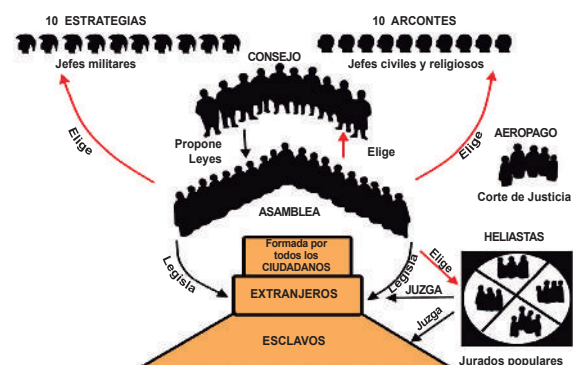 10 ESTRATEGIAS
10 ARCONTES
Jefes militares
CONSEJO
Jefes civiles y religiosos
Elige
Propone
Leyes
Elige
Elige
AEROPAGO
Corte de Justicia
ASAMBLEA
HELIASTAS
Legisla
Formada por
todos los
CIUDADANOS
Legisla
Elige
EXTRANJEROS
JUZGA
Juzga
ESCLAVOS
Jurados populares